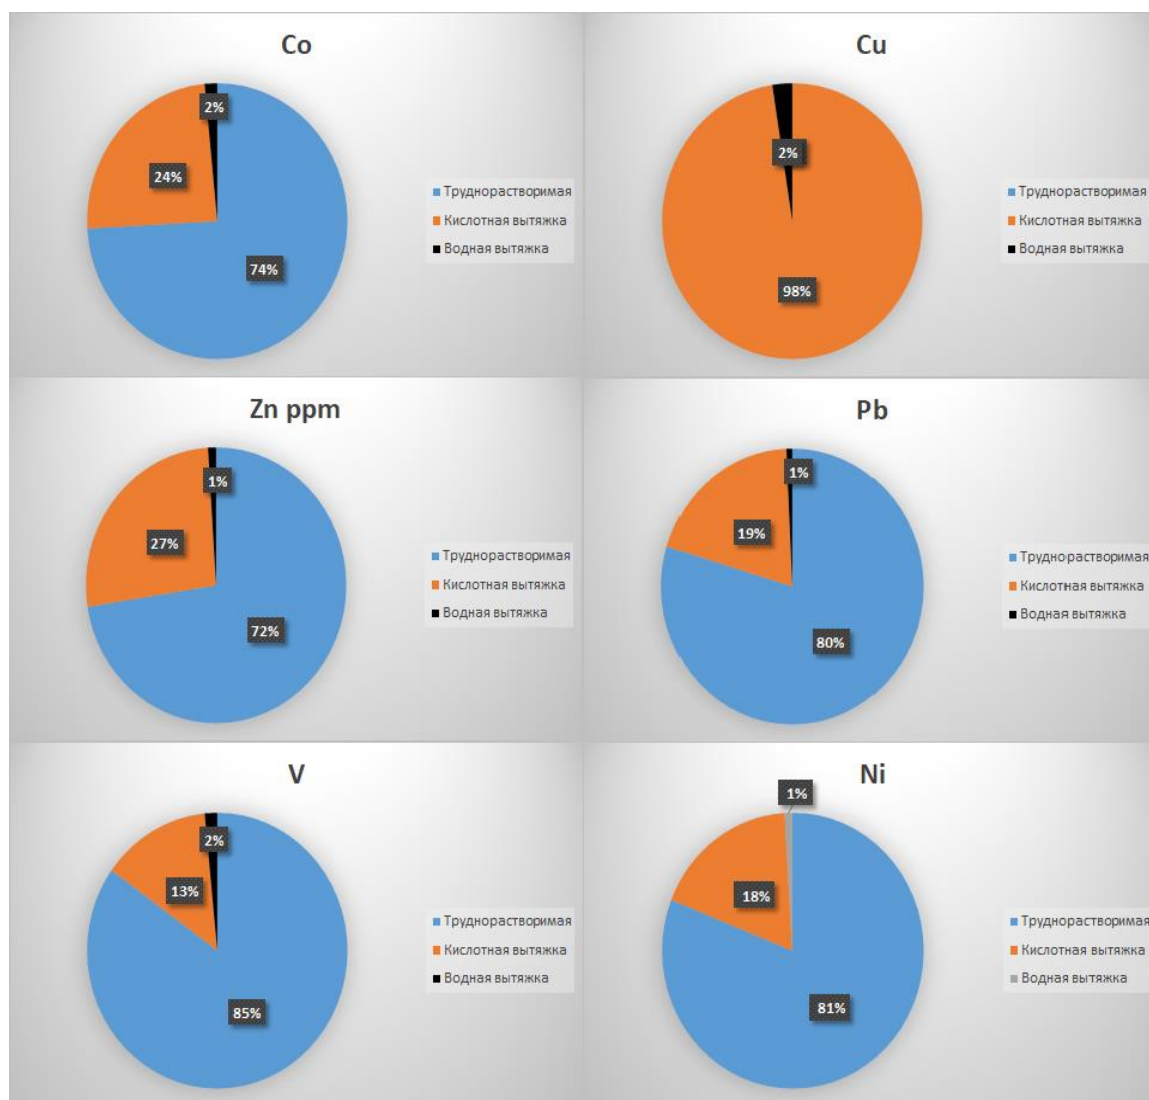 Co
2%
24%
74%
Труднорастворимая
Кислотная вытяжка
Водная вытяжка
Cu
2%
98%
Труднорастворимая
Кислотная вытяжка
Водная вытяжка
Zn ppm
1%
27%
72%
Труднорастворимая
Кислотная вытяжка
Водная вытяжка
Pb
1%
19%
80%
Труднорастворимая
Кислотная вытяжка
Водная вытяжка
V
2%
13%
85%
Труднорастворимая
Кислотная вытяжка
Водная вытяжка
Ni
1%
18%
81%
Труднорастворимая
Кислотная вытяжка
Водная вытяжка